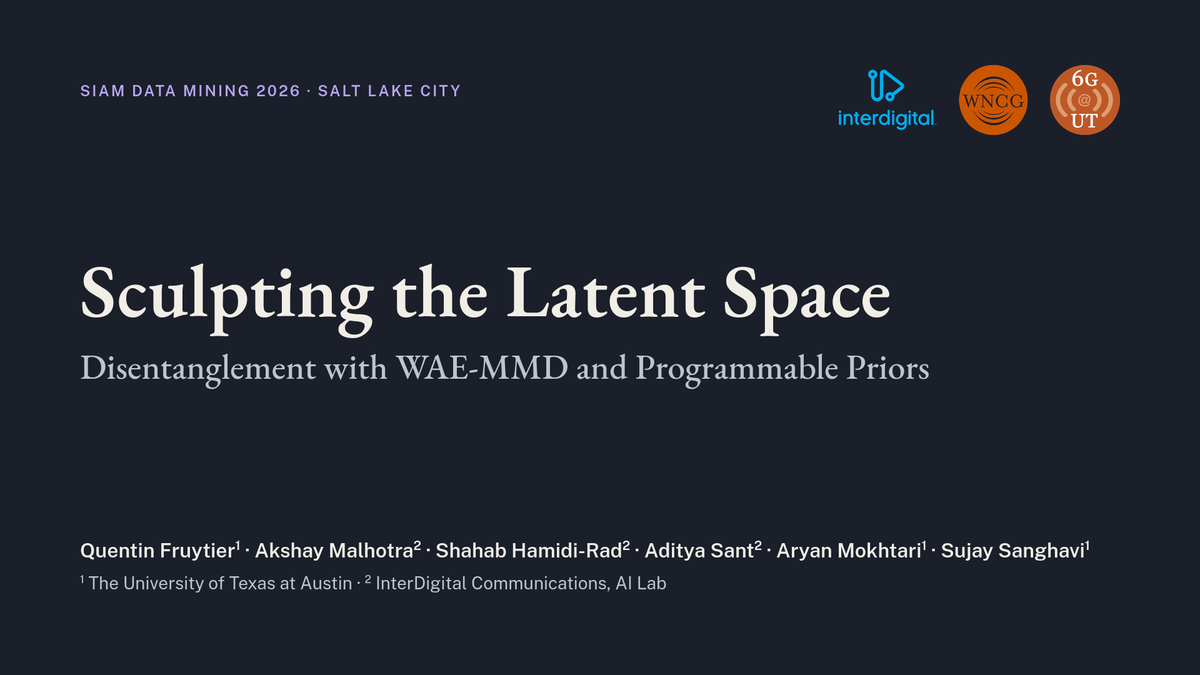 SIAM DATA MINING 2026 · SALT LAKE CITY
interdigital
WNCG
6G
@
UT
Sculpting the Latent Space
Disentanglement with WAE-MMD and Programmable Priors
Quentin Fruytier¹ · Akshay Malhotra² · Shahab Hamidi-Rad² · Aditya Sant² · Aryan Mokhtari¹ · Sujay Sanghavi¹
¹ The University of Texas at Austin · ² InterDigital Communications, AI Lab